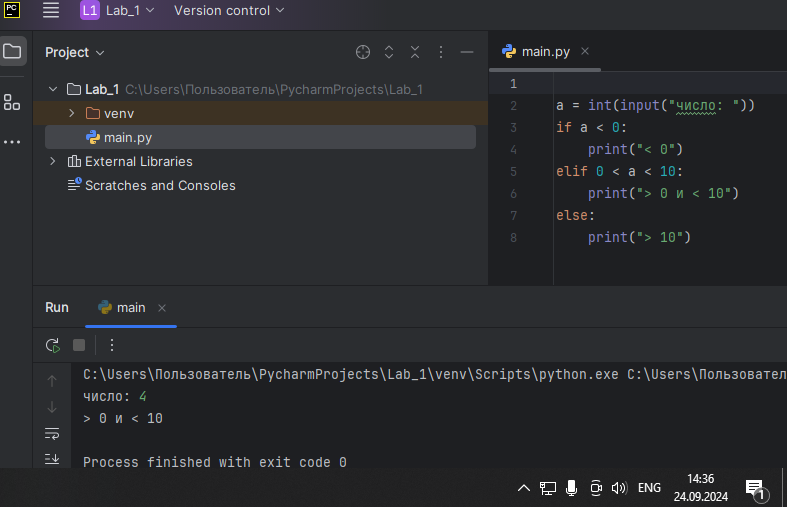 PC L1 Lab_1 Version control
Project
main.py
Lab_1 C:\Users\Пользователь\PycharmProjects\Lab_1
venv
main.py
External Libraries
Scratches and Consoles
1
2 a = int(input("число: "))
3 if a < 0:
4     print("< 0")
5 elif 0 < a < 10:
6     print("> 0 и < 10")
7 else:
8     print("> 10")
Run main
C:\Users\Пользователь\PycharmProjects\Lab_1\venv\Scripts\python.exe C:\Users\Пользовател
число: 4
> 0 и < 10
Process finished with exit code 0
ENG
14:36
24.09.2024
1